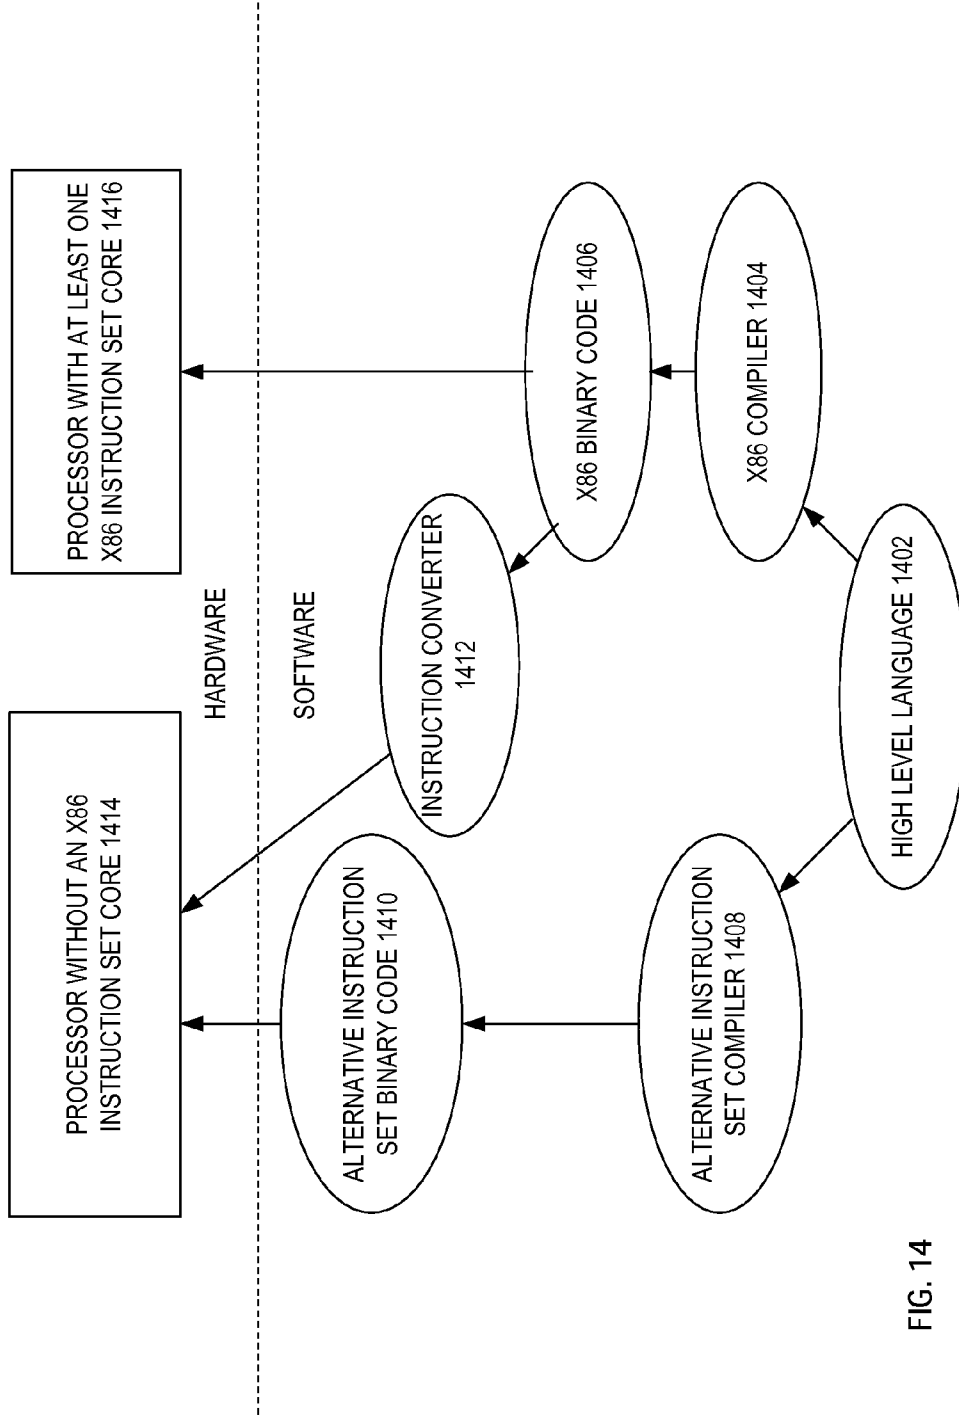 PROCESSOR WITHOUT AN X86
INSTRUCTION SET CORE 1414
PROCESSOR WITH AT LEAST ONE
X86 INSTRUCTION SET CORE 1416
HARDWARE
SOFTWARE
ALTERNATIVE INSTRUCTION
SET BINARY CODE 1410
INSTRUCTION CONVERTER
1412
X86 BINARY CODE 1406
ALTERNATIVE INSTRUCTION
SET COMPILER 1408
X86 COMPILER 1404
HIGH LEVEL LANGUAGE 1402
FIG. 14